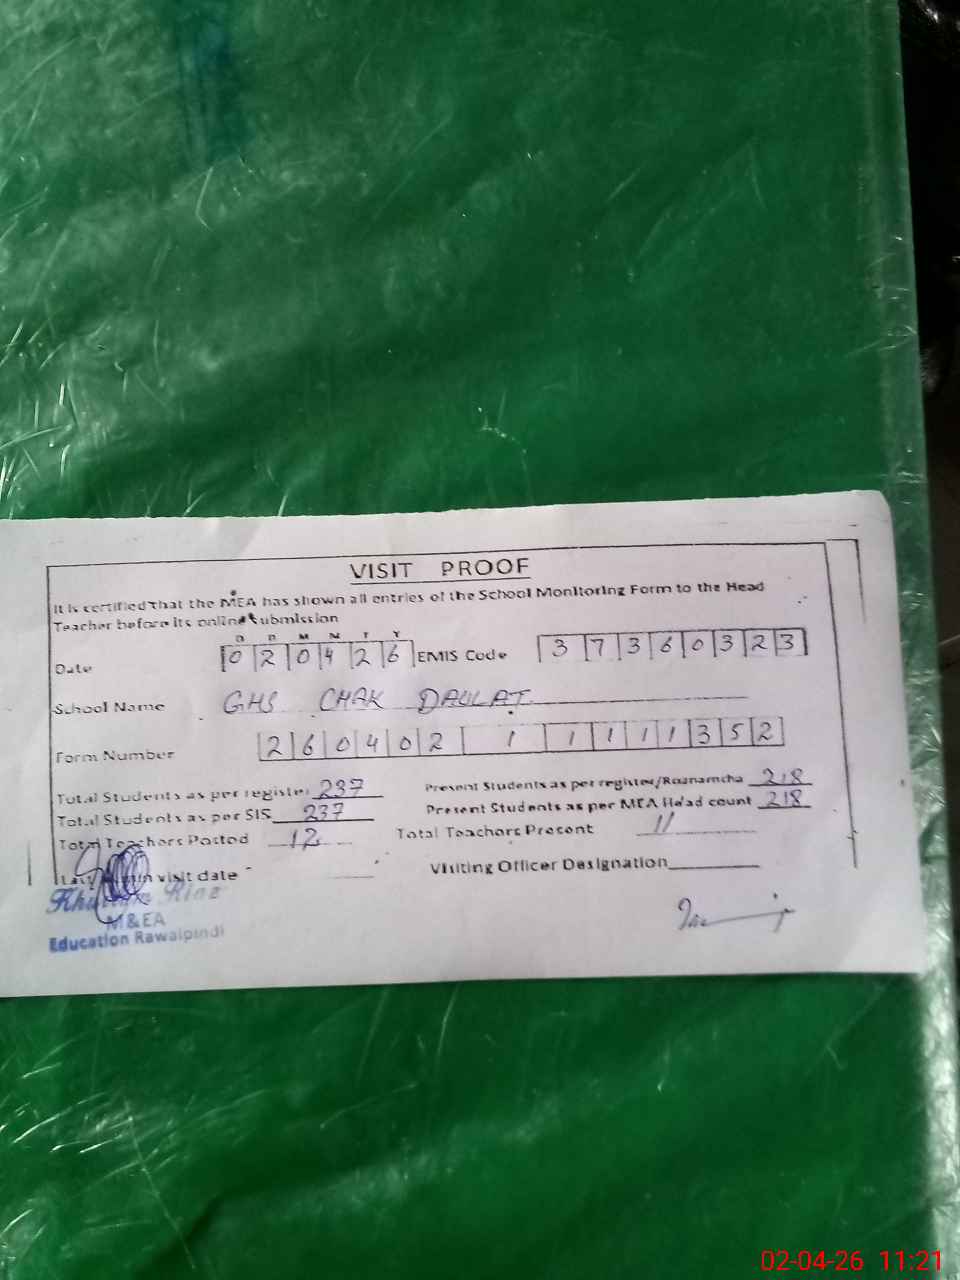 VISIT PROOF
It is certified that the MEA has shown all entries of the School Monitoring Form to the Head
Teacher before its online submission
D D M M Y Y
Date 0 2 0 4 2 6 EMIS Code 3 7 3 6 0 3 2 3
School Name GHS CHAK DAULAT
Form Number 2 6 0 4 0 2 1 1 1 1 1 3 5 2
Total Students as per register 237 Present Students as per register/Roznamcha 218
Total Students as per SIS 237 Present Students as per MEA Head count 218
Total Teachers Posted 12 Total Teachers Present 11
Last visit date Visiting Officer Designation
M&EA
Education Rawalpindi
02-04-26 11:21